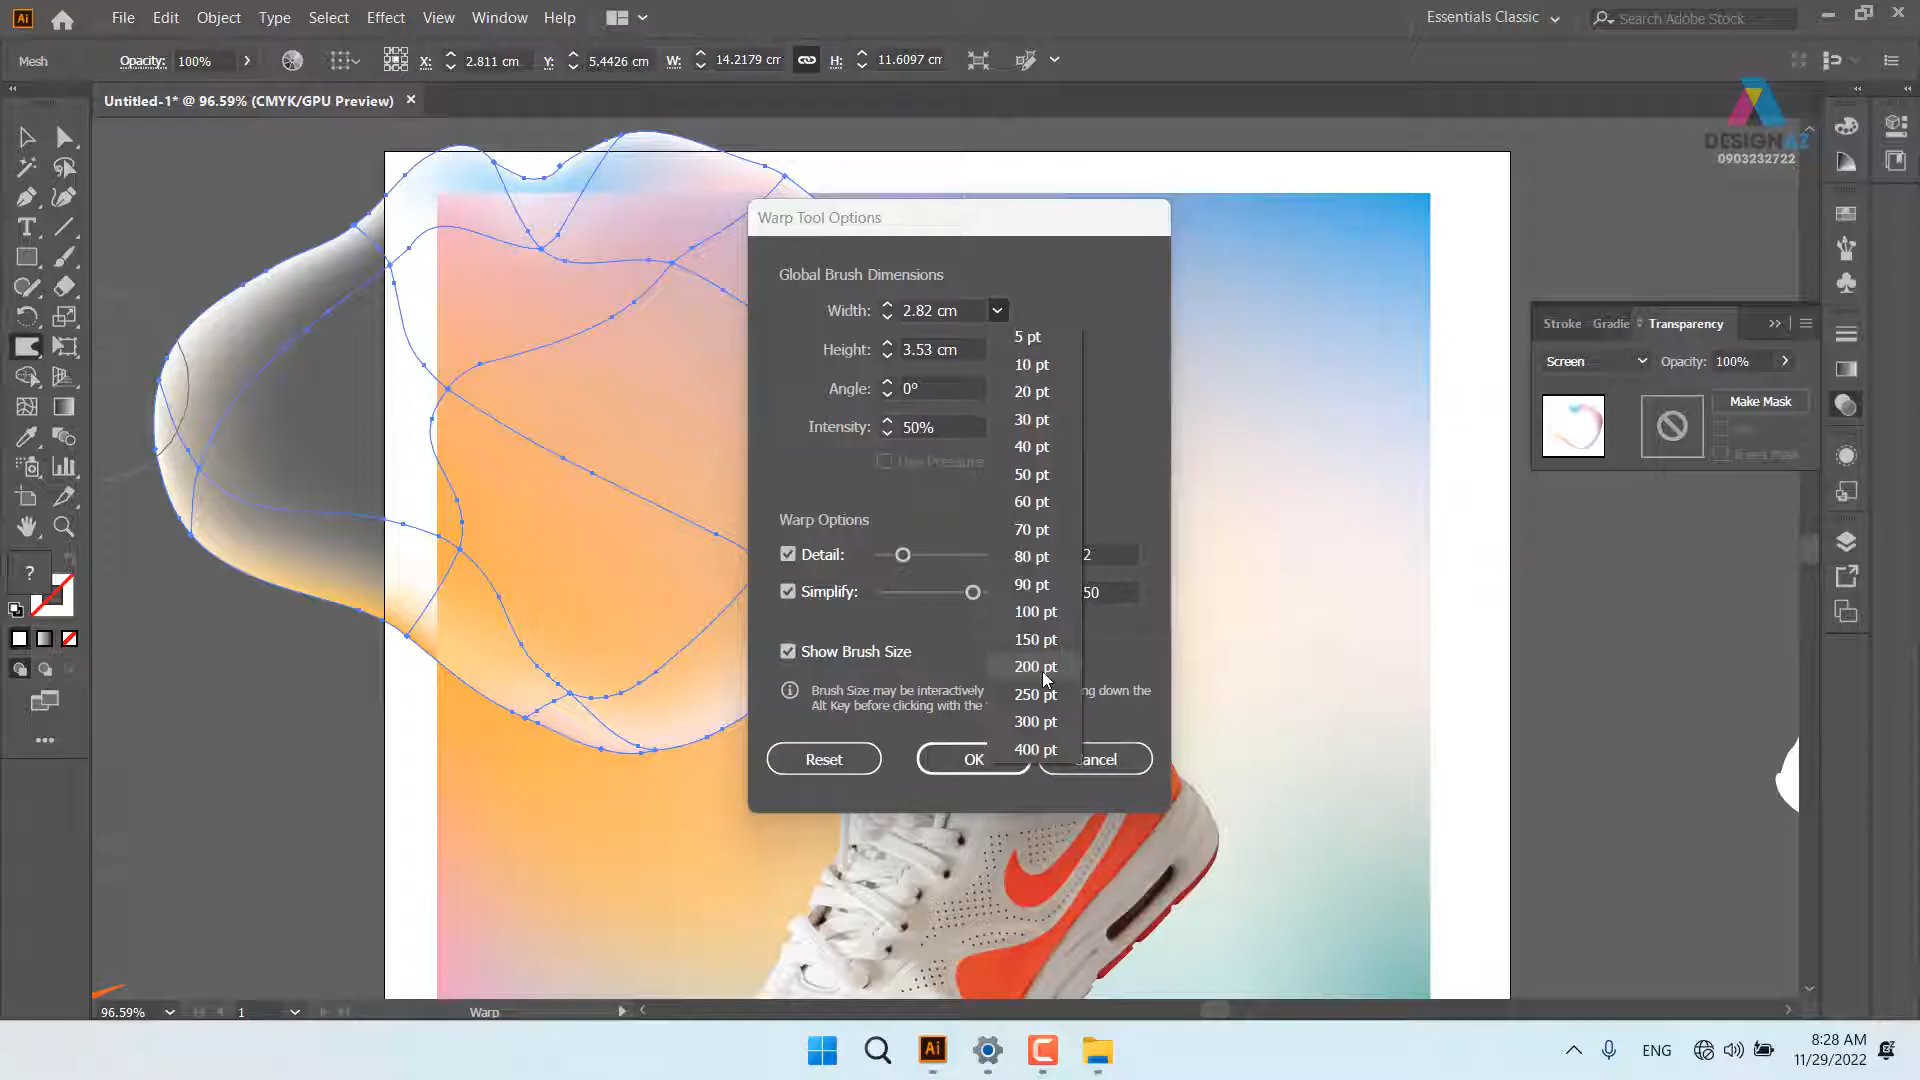 Ai File Edit Object Type Select Effect View Window Help Essentials Classic Search Adobe Stock
Mesh Opacity: 100% X: 2.811 cm Y: 5.4426 cm W: 14.2179 cm H: 11.6097 cm
Untitled-1* @ 96.59% (CMYK/GPU Preview)
DESIGN AZ
0903232722
Warp Tool Options
Global Brush Dimensions
Width: 2.82 cm
Height: 3.53 cm
Angle: 0°
Intensity: 50%
Use Pressure
5 pt
10 pt
20 pt
30 pt
40 pt
50 pt
60 pt
70 pt
80 pt
90 pt
100 pt
150 pt
200 pt
250 pt
300 pt
400 pt
Warp Options
Detail: 2
Simplify: 50
Show Brush Size
Brush Size may be interactively ng down the
Alt Key before clicking with the
Reset OK Cancel
Stroke Gradie Transparency
Screen Opacity: 100%
Make Mask
?
96.59% 1 Warp
Ai
ENG
8:28 AM
11/29/2022